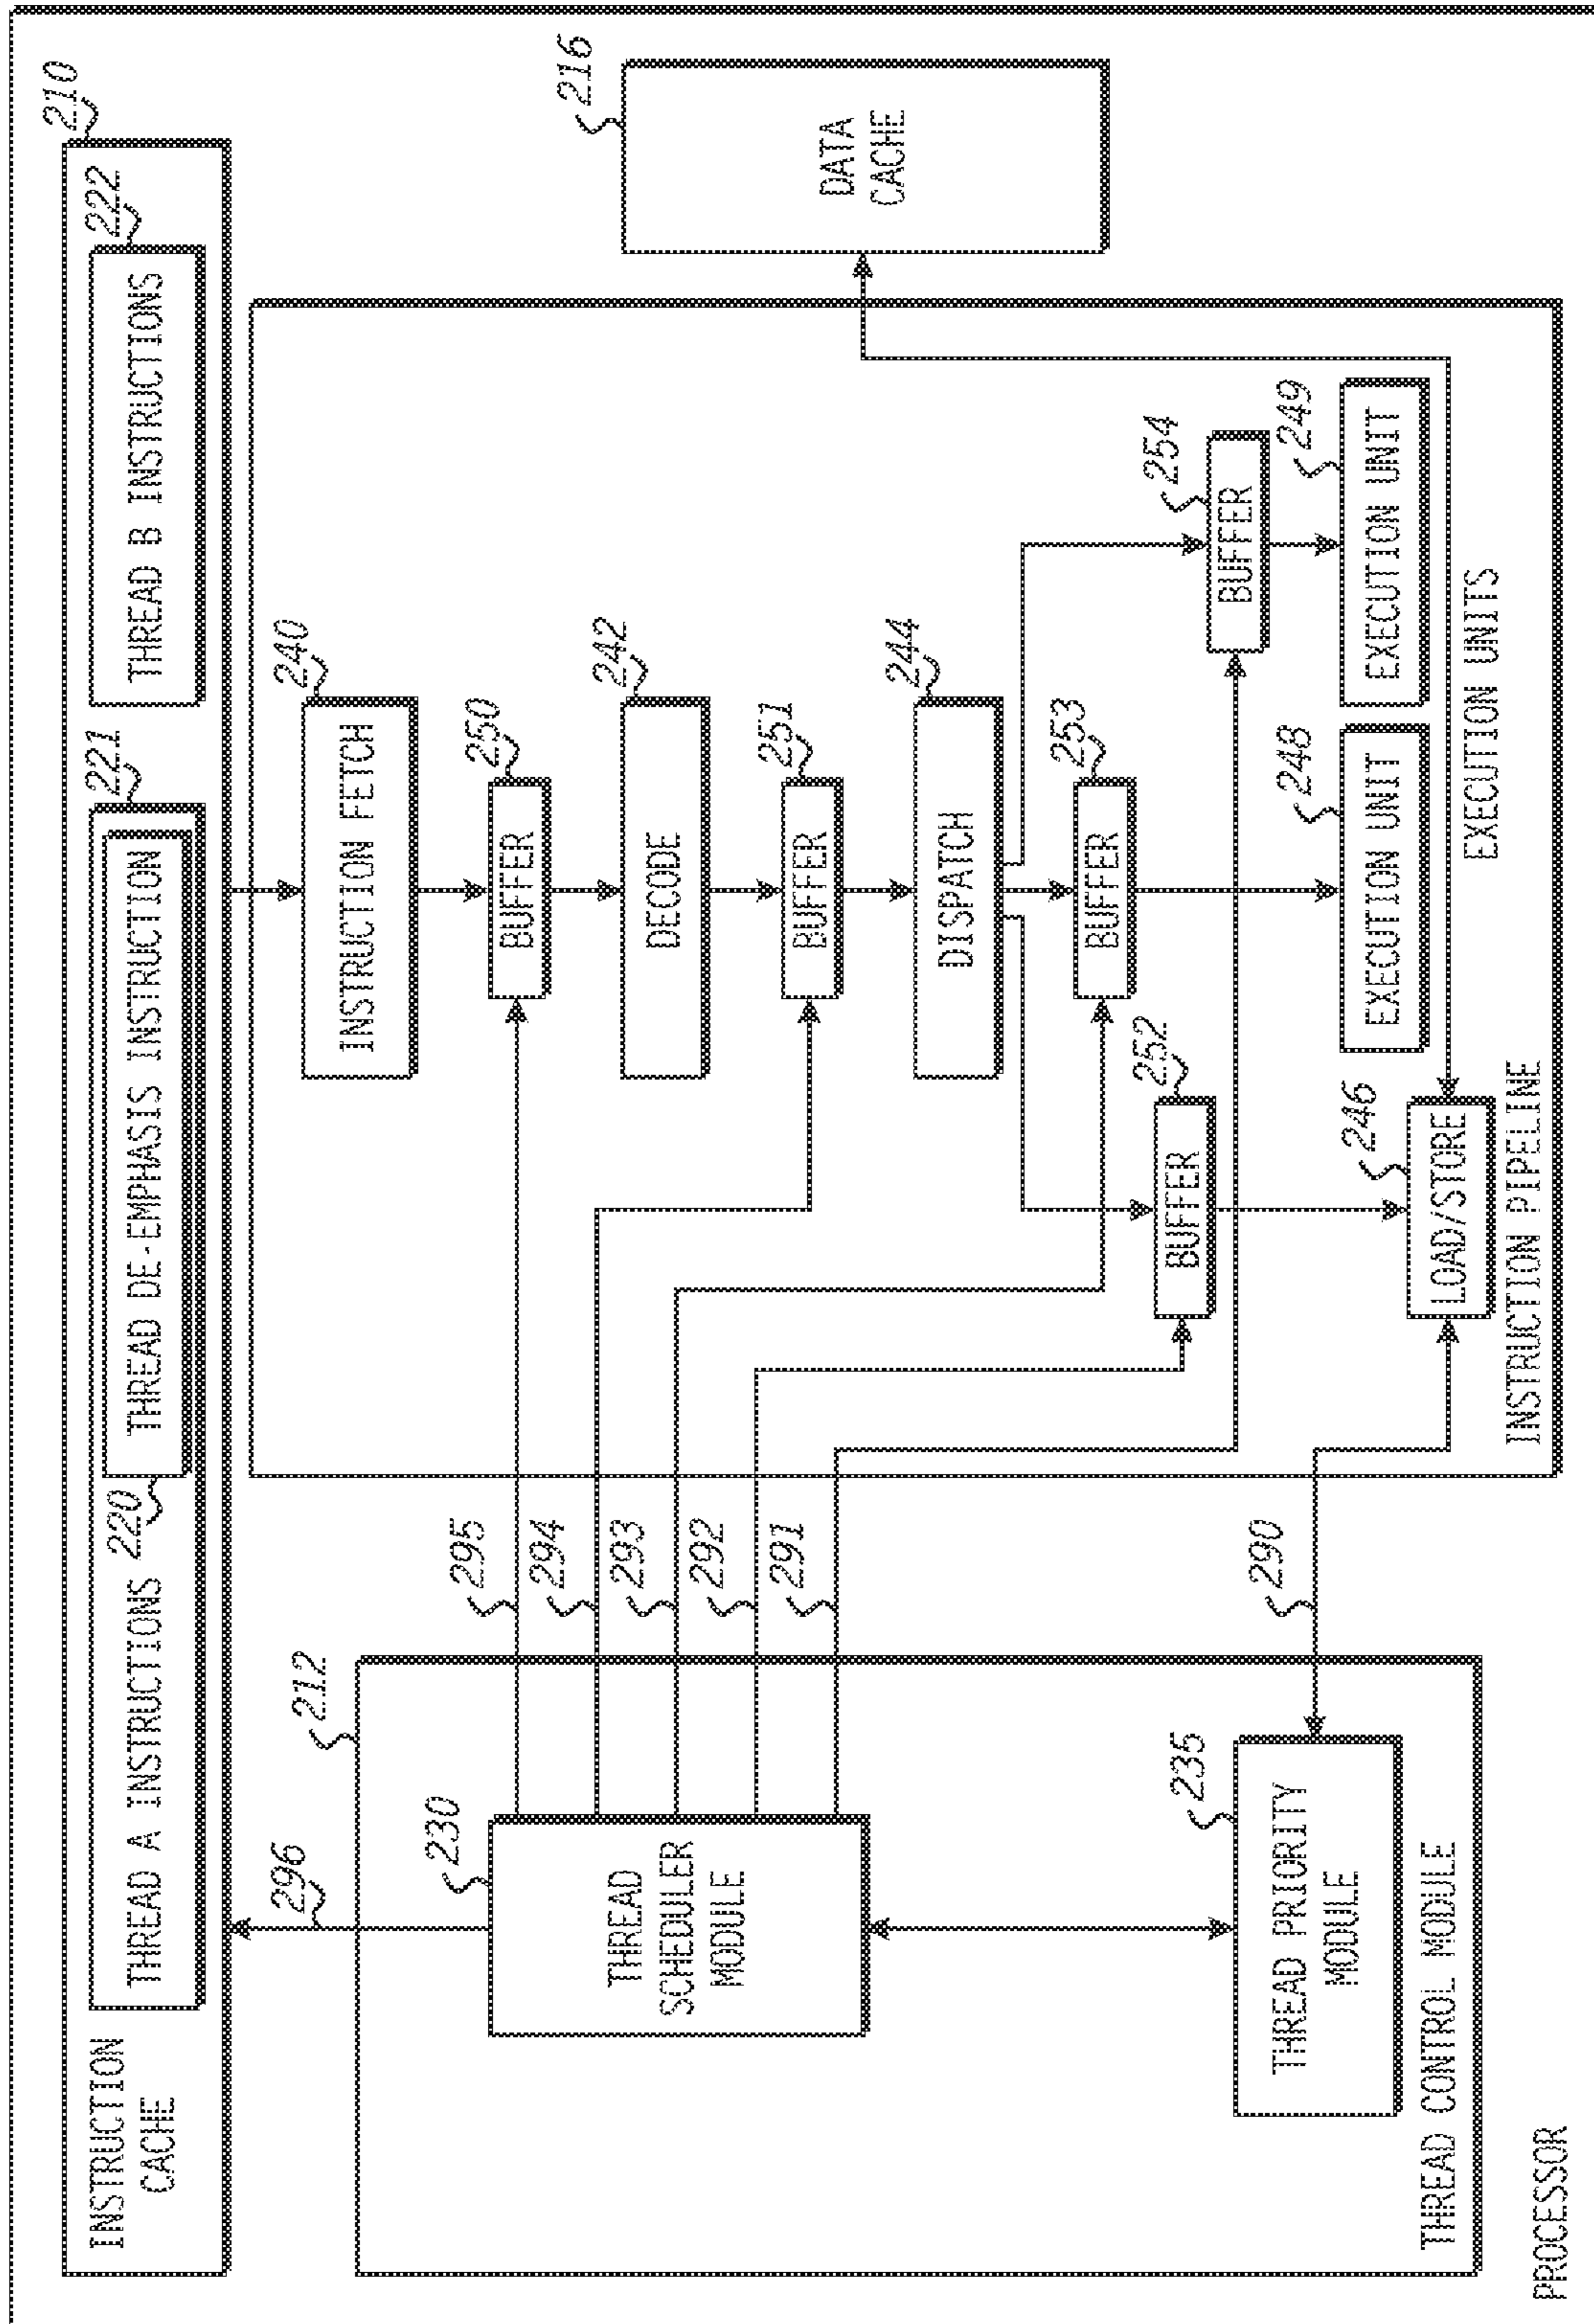 INSTRUCTION
CACHE
210
THREAD A INSTRUCTIONS
220
THREAD DE-EMPHASIS INSTRUCTION
221
THREAD B INSTRUCTIONS
222
296
212
230
THREAD
SCHEDULER
MODULE
235
THREAD PRIORITY
MODULE
THREAD CONTROL MODULE
295
294
293
292
291
290
INSTRUCTION FETCH
240
BUFFER
250
DECODE
242
BUFFER
251
DISPATCH
244
BUFFER
252
BUFFER
253
BUFFER
254
LOAD/STORE
246
EXECUTION UNIT
248
EXECUTION UNIT
249
EXECUTION UNITS
INSTRUCTION PIPELINE
DATA
CACHE
216
PROCESSOR